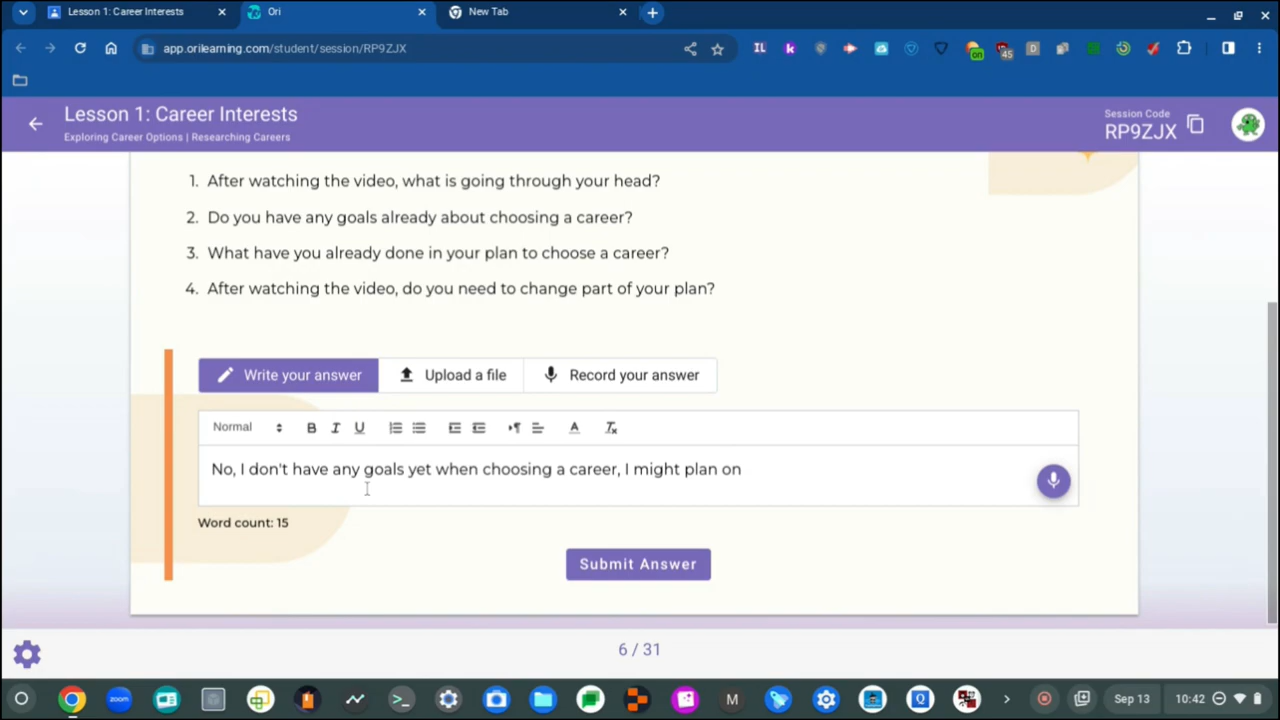 Lesson 1: Career Interests
Ori
New Tab
app.orilearning.com/student/session/RP9ZJX
IL
k
on
45
D
Lesson 1: Career Interests
Exploring Career Options | Researching Careers
Session Code
RP9ZJX
1. After watching the video, what is going through your head?
2. Do you have any goals already about choosing a career?
3. What have you already done in your plan to choose a career?
4. After watching the video, do you need to change part of your plan?
Write your answer
Upload a file
Record your answer
Normal
B I U A Tx
No, I don't have any goals yet when choosing a career, I might plan on
Word count: 15
Submit Answer
6 / 31
zoom
M
Q
Sep 13
10:42